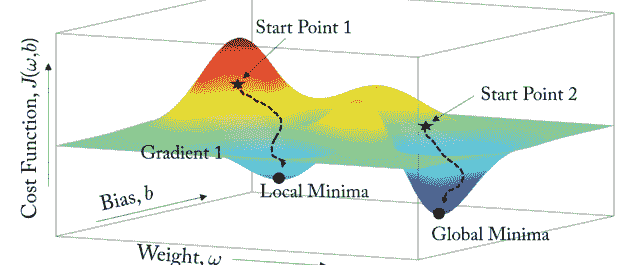 Start Point 1
Start Point 2
Cost Function, J(ω,b)
Gradient 1
Local Minima
Bias, b
Global Minima
Weight, ω